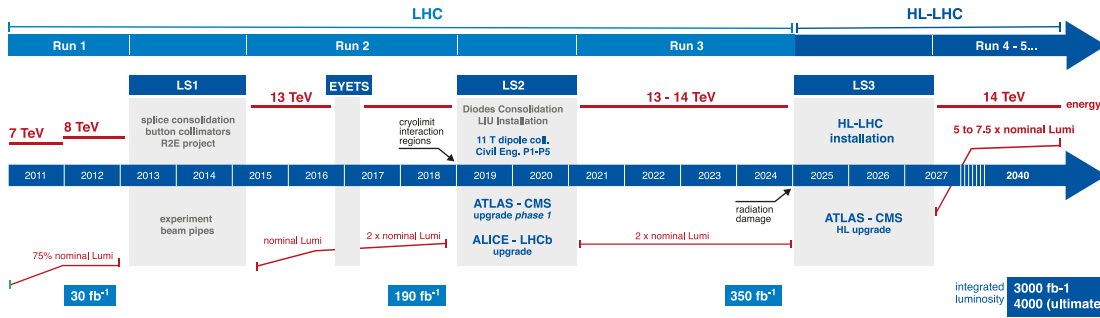 LHC
HL-LHC
Run 1
Run 2
Run 3
Run 4 - 5...
LS1
EYETS
LS2
LS3
13 TeV
13 - 14 TeV
14 TeV
energy
7 TeV
8 TeV
splice consolidation
button collimators
R2E project
cryolimit
interaction
regions
Diodes Consolidation
LIU Installation
11 T dipole coll.
Civil Eng. P1-P5
HL-LHC
installation
5 to 7.5 x nominal Lumi
2011
2012
2013
2014
2015
2016
2017
2018
2019
2020
2021
2022
2023
2024
2025
2026
2027
2040
experiment
beam pipes
ATLAS - CMS
upgrade phase 1
ALICE - LHCb
upgrade
radiation
damage
ATLAS - CMS
HL upgrade
75% nominal Lumi
nominal Lumi
2 x nominal Lumi
2 x nominal Lumi
30 fb⁻¹
190 fb⁻¹
350 fb⁻¹
integrated
luminosity
3000 fb-1
4000 (ultimate